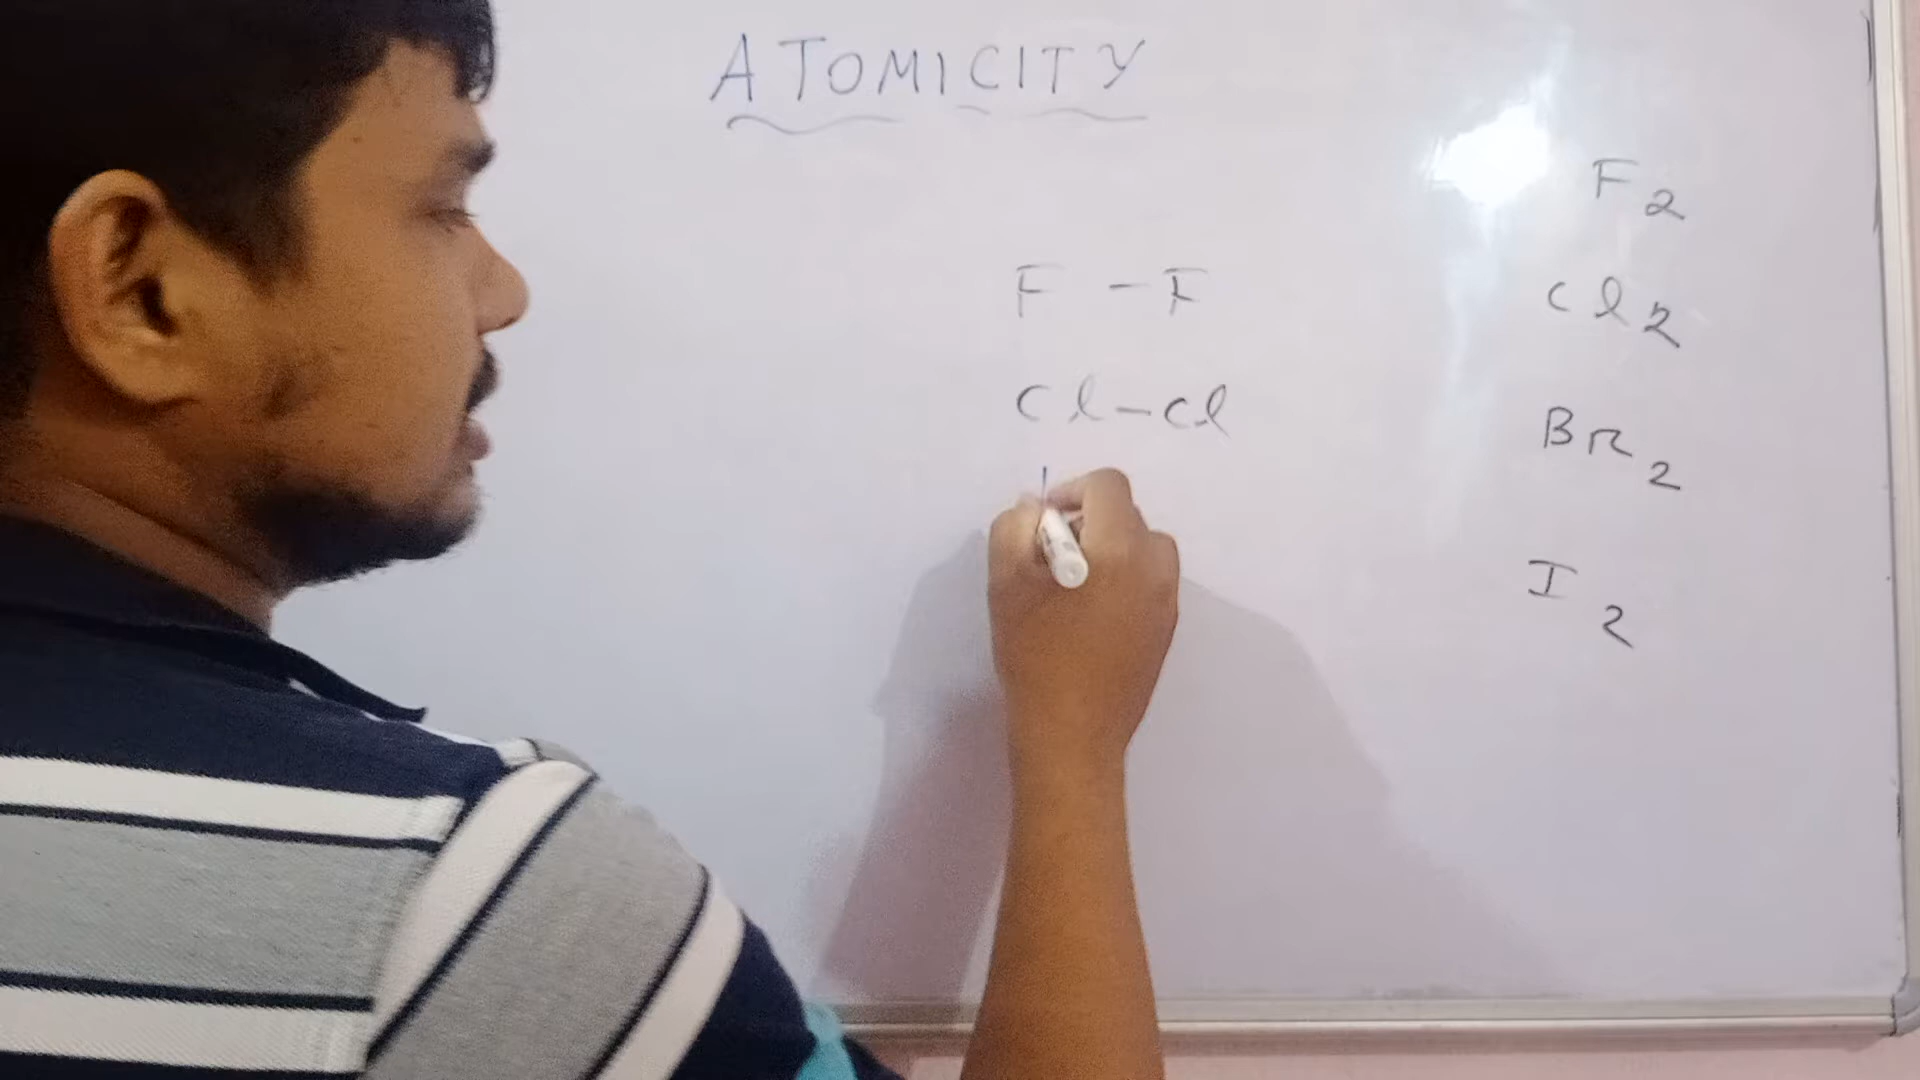 ATOMICITY
F - F
Cl - Cl
F2
Cl2
BR2
I2